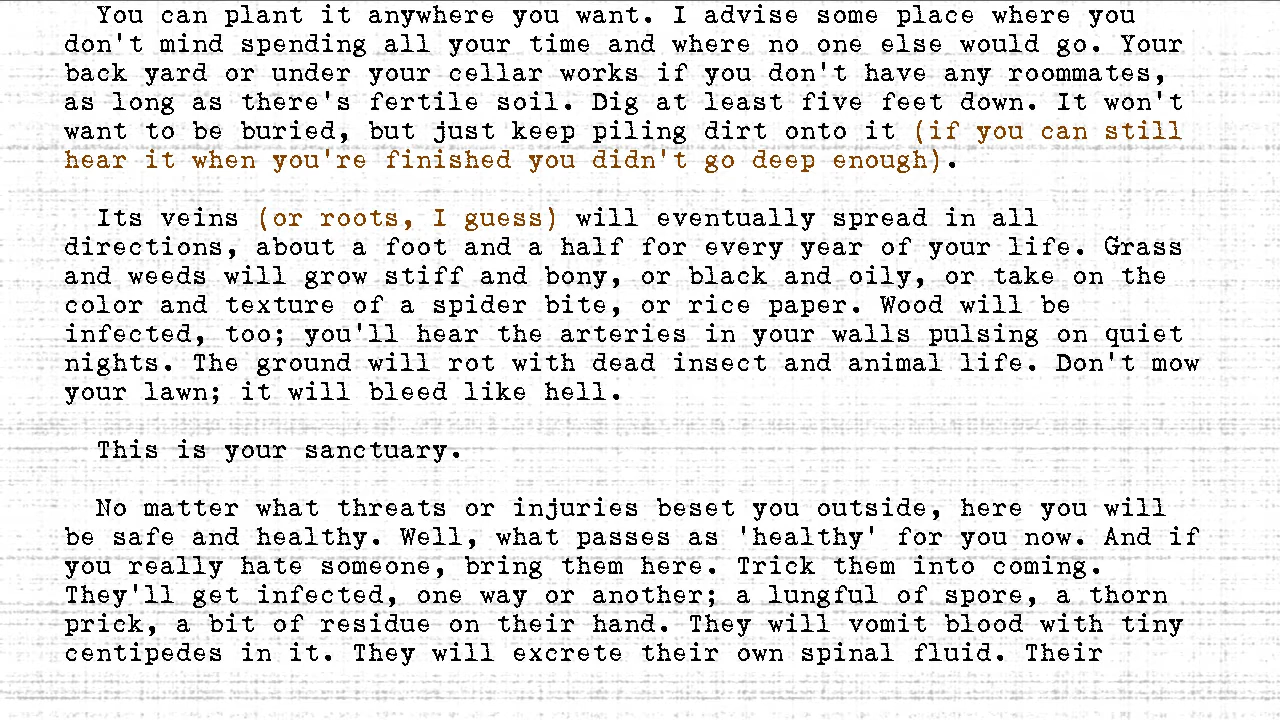 You can plant it anywhere you want. I advise some place where you
don't mind spending all your time and where no one else would go. Your
back yard or under your cellar works if you don't have any roommates,
as long as there's fertile soil. Dig at least five feet down. It won't
want to be buried, but just keep piling dirt onto it (if you can still
hear it when you're finished you didn't go deep enough).
Its veins (or roots, I guess) will eventually spread in all
directions, about a foot and a half for every year of your life. Grass
and weeds will grow stiff and bony, or black and oily, or take on the
color and texture of a spider bite, or rice paper. Wood will be
infected, too; you'll hear the arteries in your walls pulsing on quiet
nights. The ground will rot with dead insect and animal life. Don't mow
your lawn; it will bleed like hell.
This is your sanctuary.
No matter what threats or injuries beset you outside, here you will
be safe and healthy. Well, what passes as 'healthy' for you now. And if
you really hate someone, bring them here. Trick them into coming.
They'll get infected, one way or another; a lungful of spore, a thorn
prick, a bit of residue on their hand. They will vomit blood with tiny
centipedes in it. They will excrete their own spinal fluid. Their